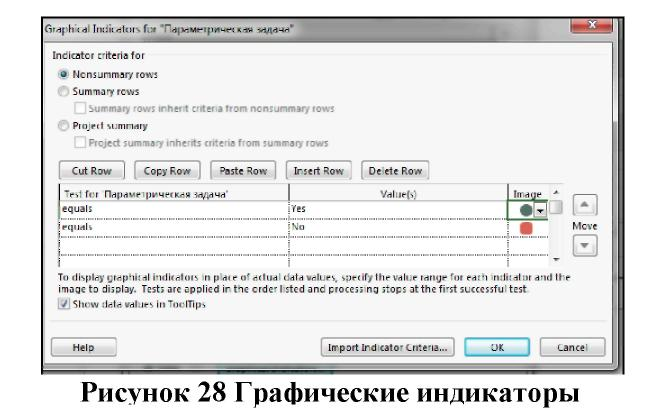 Graphical Indicators for "Параметрическая задача"
Indicator criteria for
Nonsummary rows
Summary rows
Summary rows inherit criteria from nonsummary rows
Project summary
Project summary inherits criteria from summary rows
Cut Row Copy Row Paste Row Insert Row Delete Row
Test for 'Параметрическая задача' Value(s) Image
equals Yes
equals No
Move
To display graphical indicators in place of actual data values, specify the value range for each indicator and the
image to display. Tests are applied in the order listed and processing stops at the first successful test.
Show data values in ToolTips
Help Import Indicator Criteria... OK Cancel
Рисунок 28 Графические индикаторы